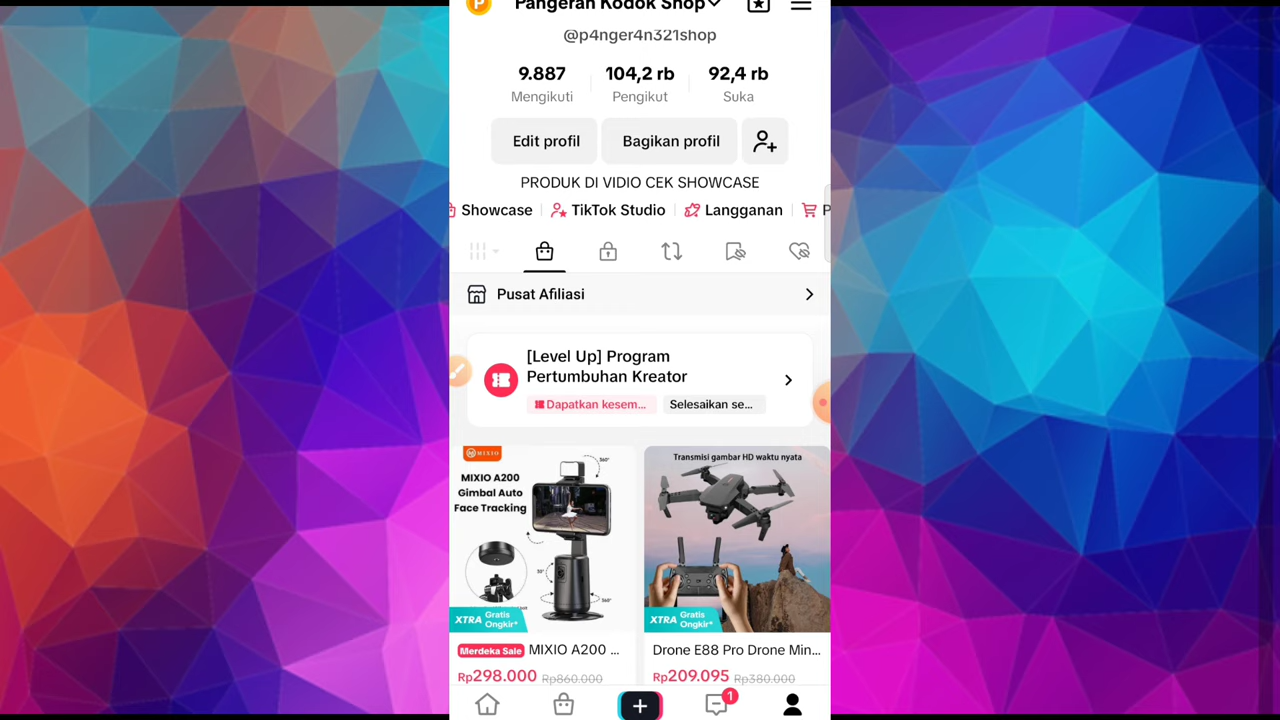 P
Pangeran Kodok Shop
@p4nger4n321shop
9.887
104,2 rb
92,4 rb
Mengikuti
Pengikut
Suka
Edit profil
Bagikan profil
PRODUK DI VIDIO CEK SHOWCASE
Showcase
TikTok Studio
Langganan
P
Pusat Afiliasi
[Level Up] Program
Pertumbuhan Kreator
Dapatkan kesem...
Selesaikan se...
MIXIO
MIXIO A200
Gimbal Auto
Face Tracking
360°
30°
360°
XTRA Gratis
Ongkir*
Transmisi gambar HD waktu nyata
XTRA Gratis
Ongkir*
Merdeka Sale MIXIO A200 ...
Rp298.000 Rp860.000
Drone E88 Pro Drone Min...
Rp209.095 Rp380.000
1